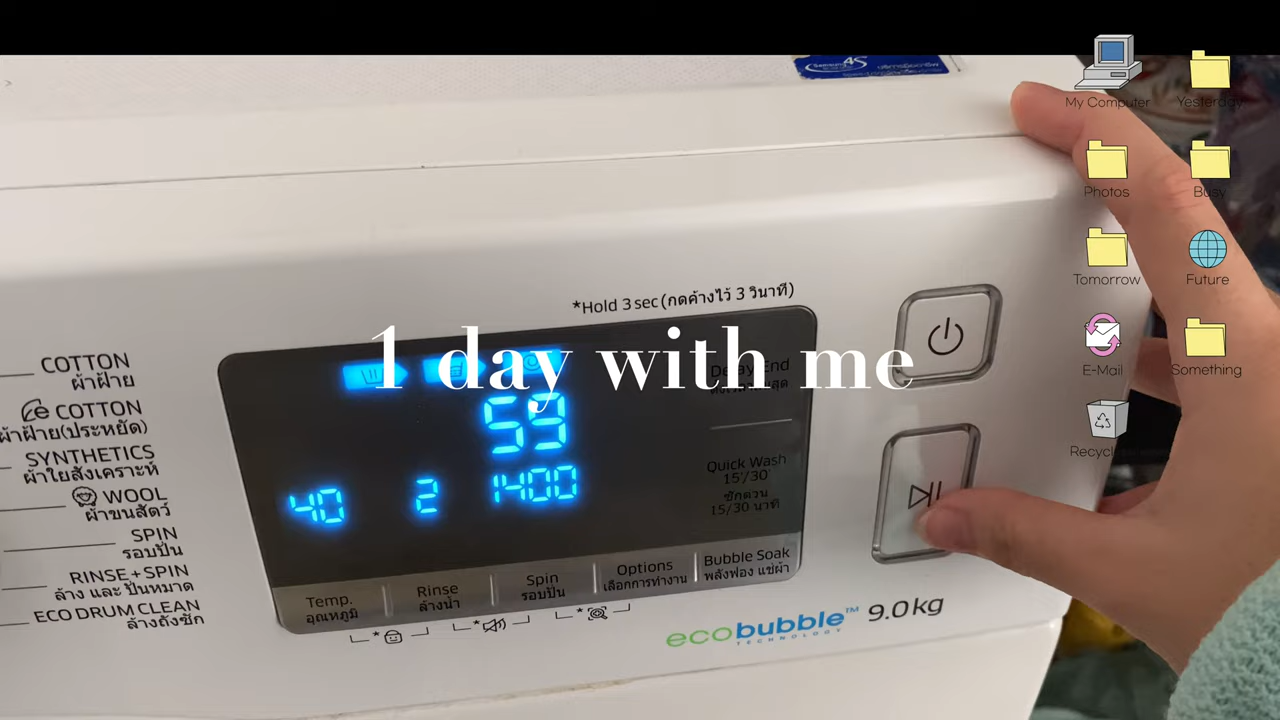 Samsung 4S
My Computer
Yesterday
Photos
Busy
Tomorrow
Future
E-Mail
Something
*Hold 3 sec (กดค้างไว้ 3 วินาที)
1 day with me
COTTON
ผ้าฝ้าย
COTTON
ผ้าฝ้าย(ประหยัด)
SYNTHETICS
ผ้าใยสังเคราะห์
WOOL
ผ้าขนสัตว์
SPIN
รอบปั่น
RINSE + SPIN
ล้าง และ ปั่นหมาด
ECO DRUM CLEAN
ล้างถังซัก
59
40 2 1400
Delay End
Quick Wash
15'/30'
ซักด่วน
15/30 นาที
Temp.
อุณหภูมิ
Rinse
ล้างน้ำ
Spin
รอบปั่น
Options
เลือกการทำงาน
Bubble Soak
พลังฟอง แช่ผ้า
ecobubble™ 9.0kg
TECHNOLOGY